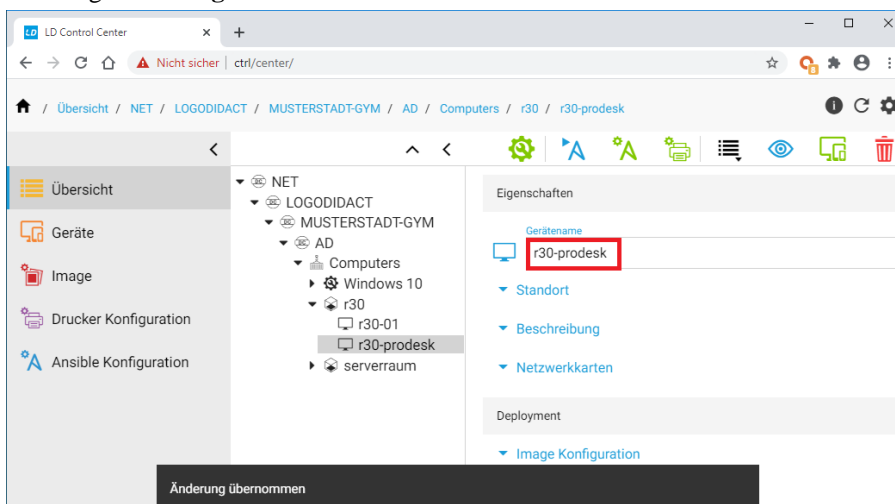 LD Control Center
Nicht sicher | ctrl/center/
/ Übersicht / NET / LOGODIDACT / MUSTERSTADT-GYM / AD / Computers / r30 / r30-prodesk
Übersicht
Geräte
Image
Drucker Konfiguration
Ansible Konfiguration
NET
LOGODIDACT
MUSTERSTADT-GYM
AD
Computers
Windows 10
r30
r30-01
r30-prodesk
serverraum
Eigenschaften
Gerätename
r30-prodesk
Standort
Beschreibung
Netzwerkkarten
Deployment
Image Konfiguration
Änderung übernommen